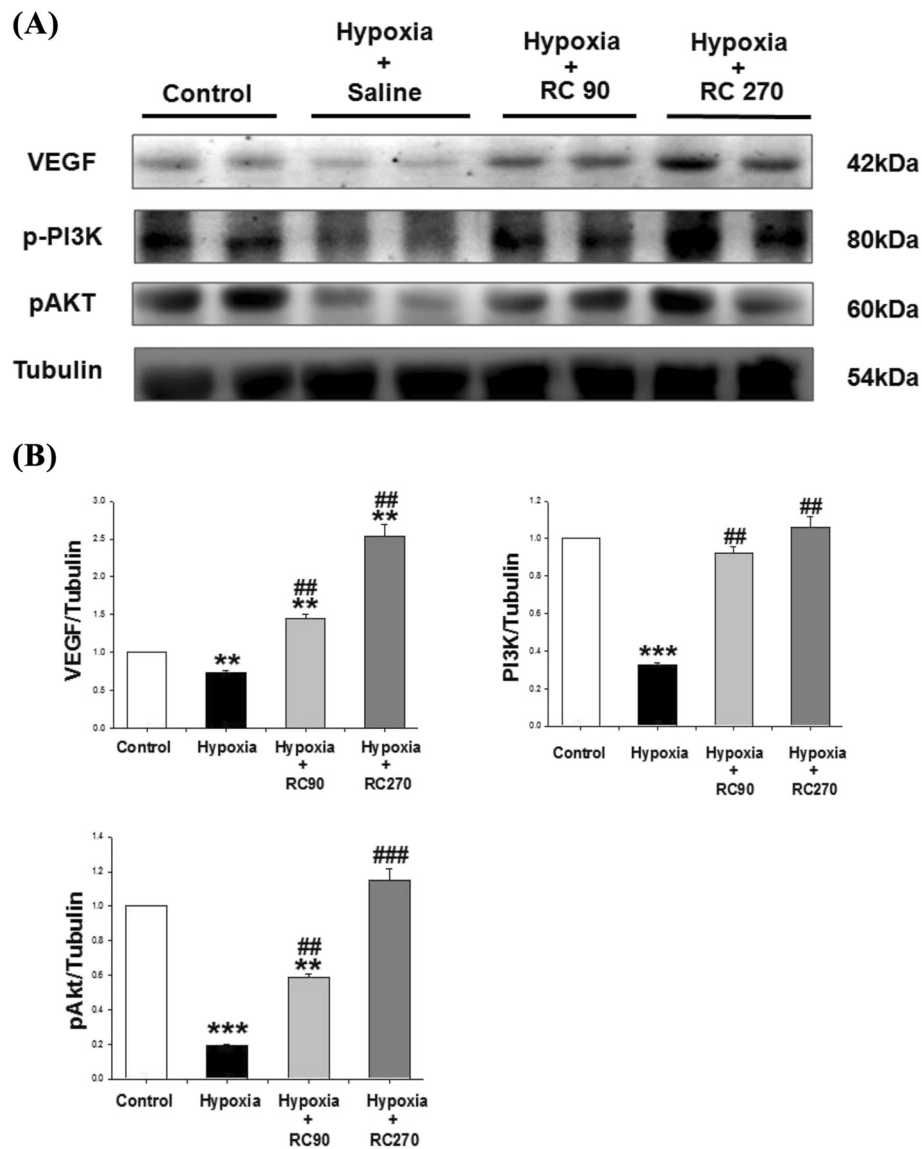 (A)
Control
Hypoxia
+
Saline
Hypoxia
+
RC 90
Hypoxia
+
RC 270
VEGF
42kDa
p-PI3K
80kDa
pAKT
60kDa
Tubulin
54kDa
(B)
VEGF/Tubulin
3.0
2.5
2.0
1.5
1.0
0.5
0.0
**
##
**
##
**
Control
Hypoxia
Hypoxia
+
RC90
Hypoxia
+
RC270
PI3K/Tubulin
1.2
1.0
0.8
0.6
0.4
0.2
0.0
***
##
##
Control
Hypoxia
Hypoxia
+
RC90
Hypoxia
+
RC270
pAkt/Tubulin
1.4
1.2
1.0
0.8
0.6
0.4
0.2
0.0
***
##
**
###
Control
Hypoxia
Hypoxia
+
RC90
Hypoxia
+
RC270